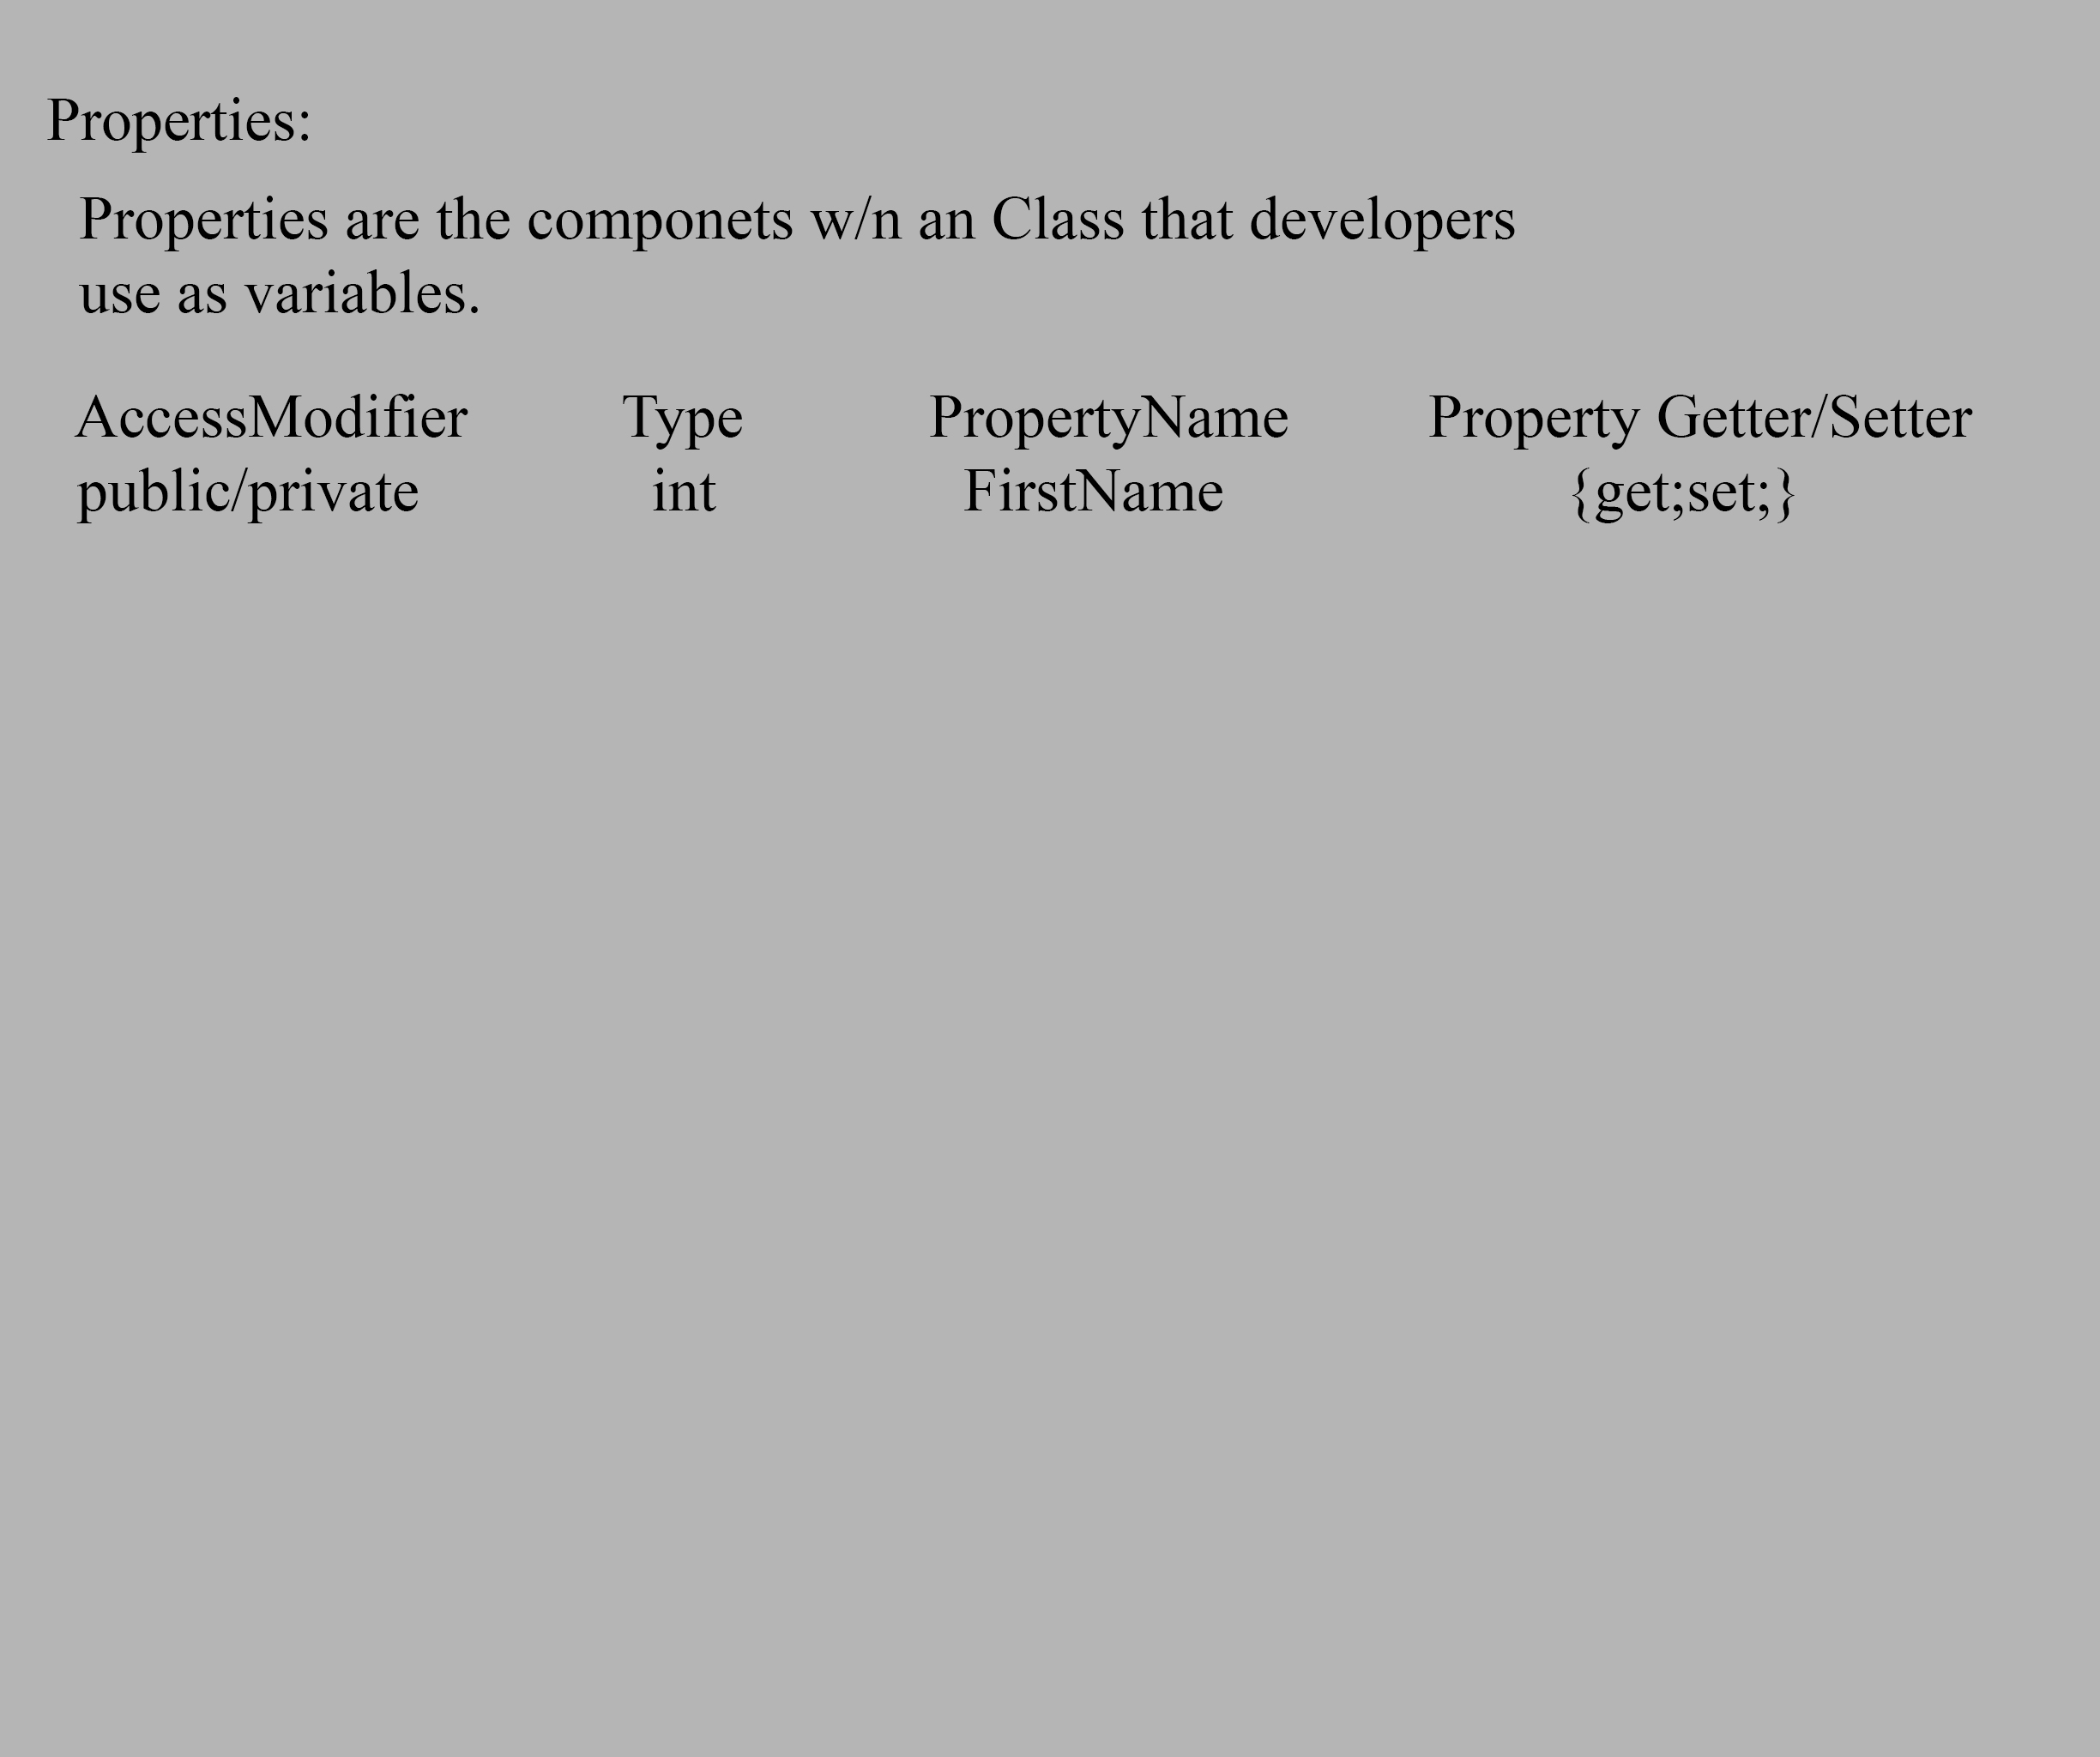 Properties:
Properties are the componets w/n an Class that developers
use as variables.
AccessModifier Type PropertyName Property Getter/Setter
public/private int FirstName {get;set;}